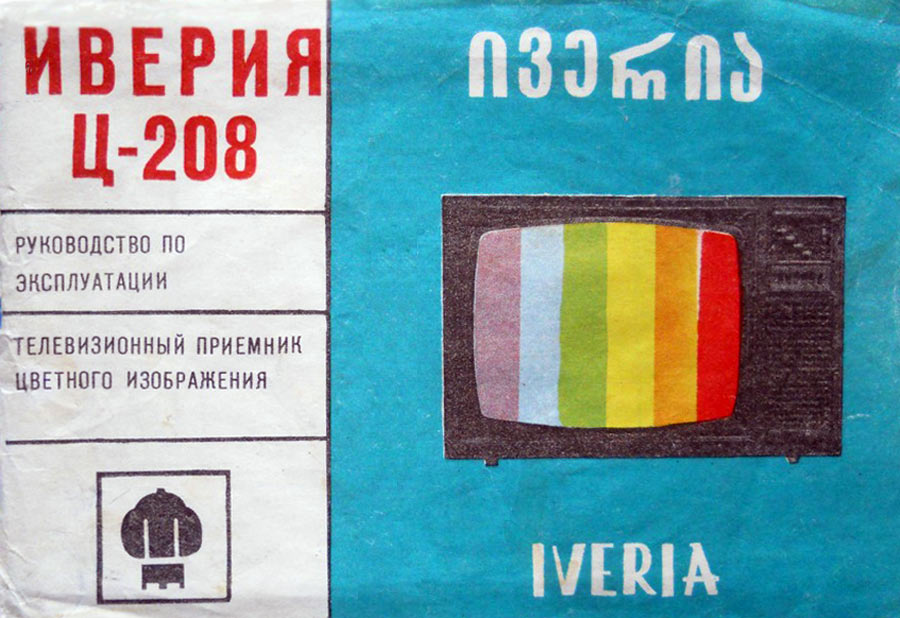 ИВЕРИЯ
Ц-208
РУКОВОДСТВО ПО
ЭКСПЛУАТАЦИИ
ТЕЛЕВИЗИОННЫЙ ПРИЕМНИК
ЦВЕТНОГО ИЗОБРАЖЕНИЯ
ივერია
IVERIA